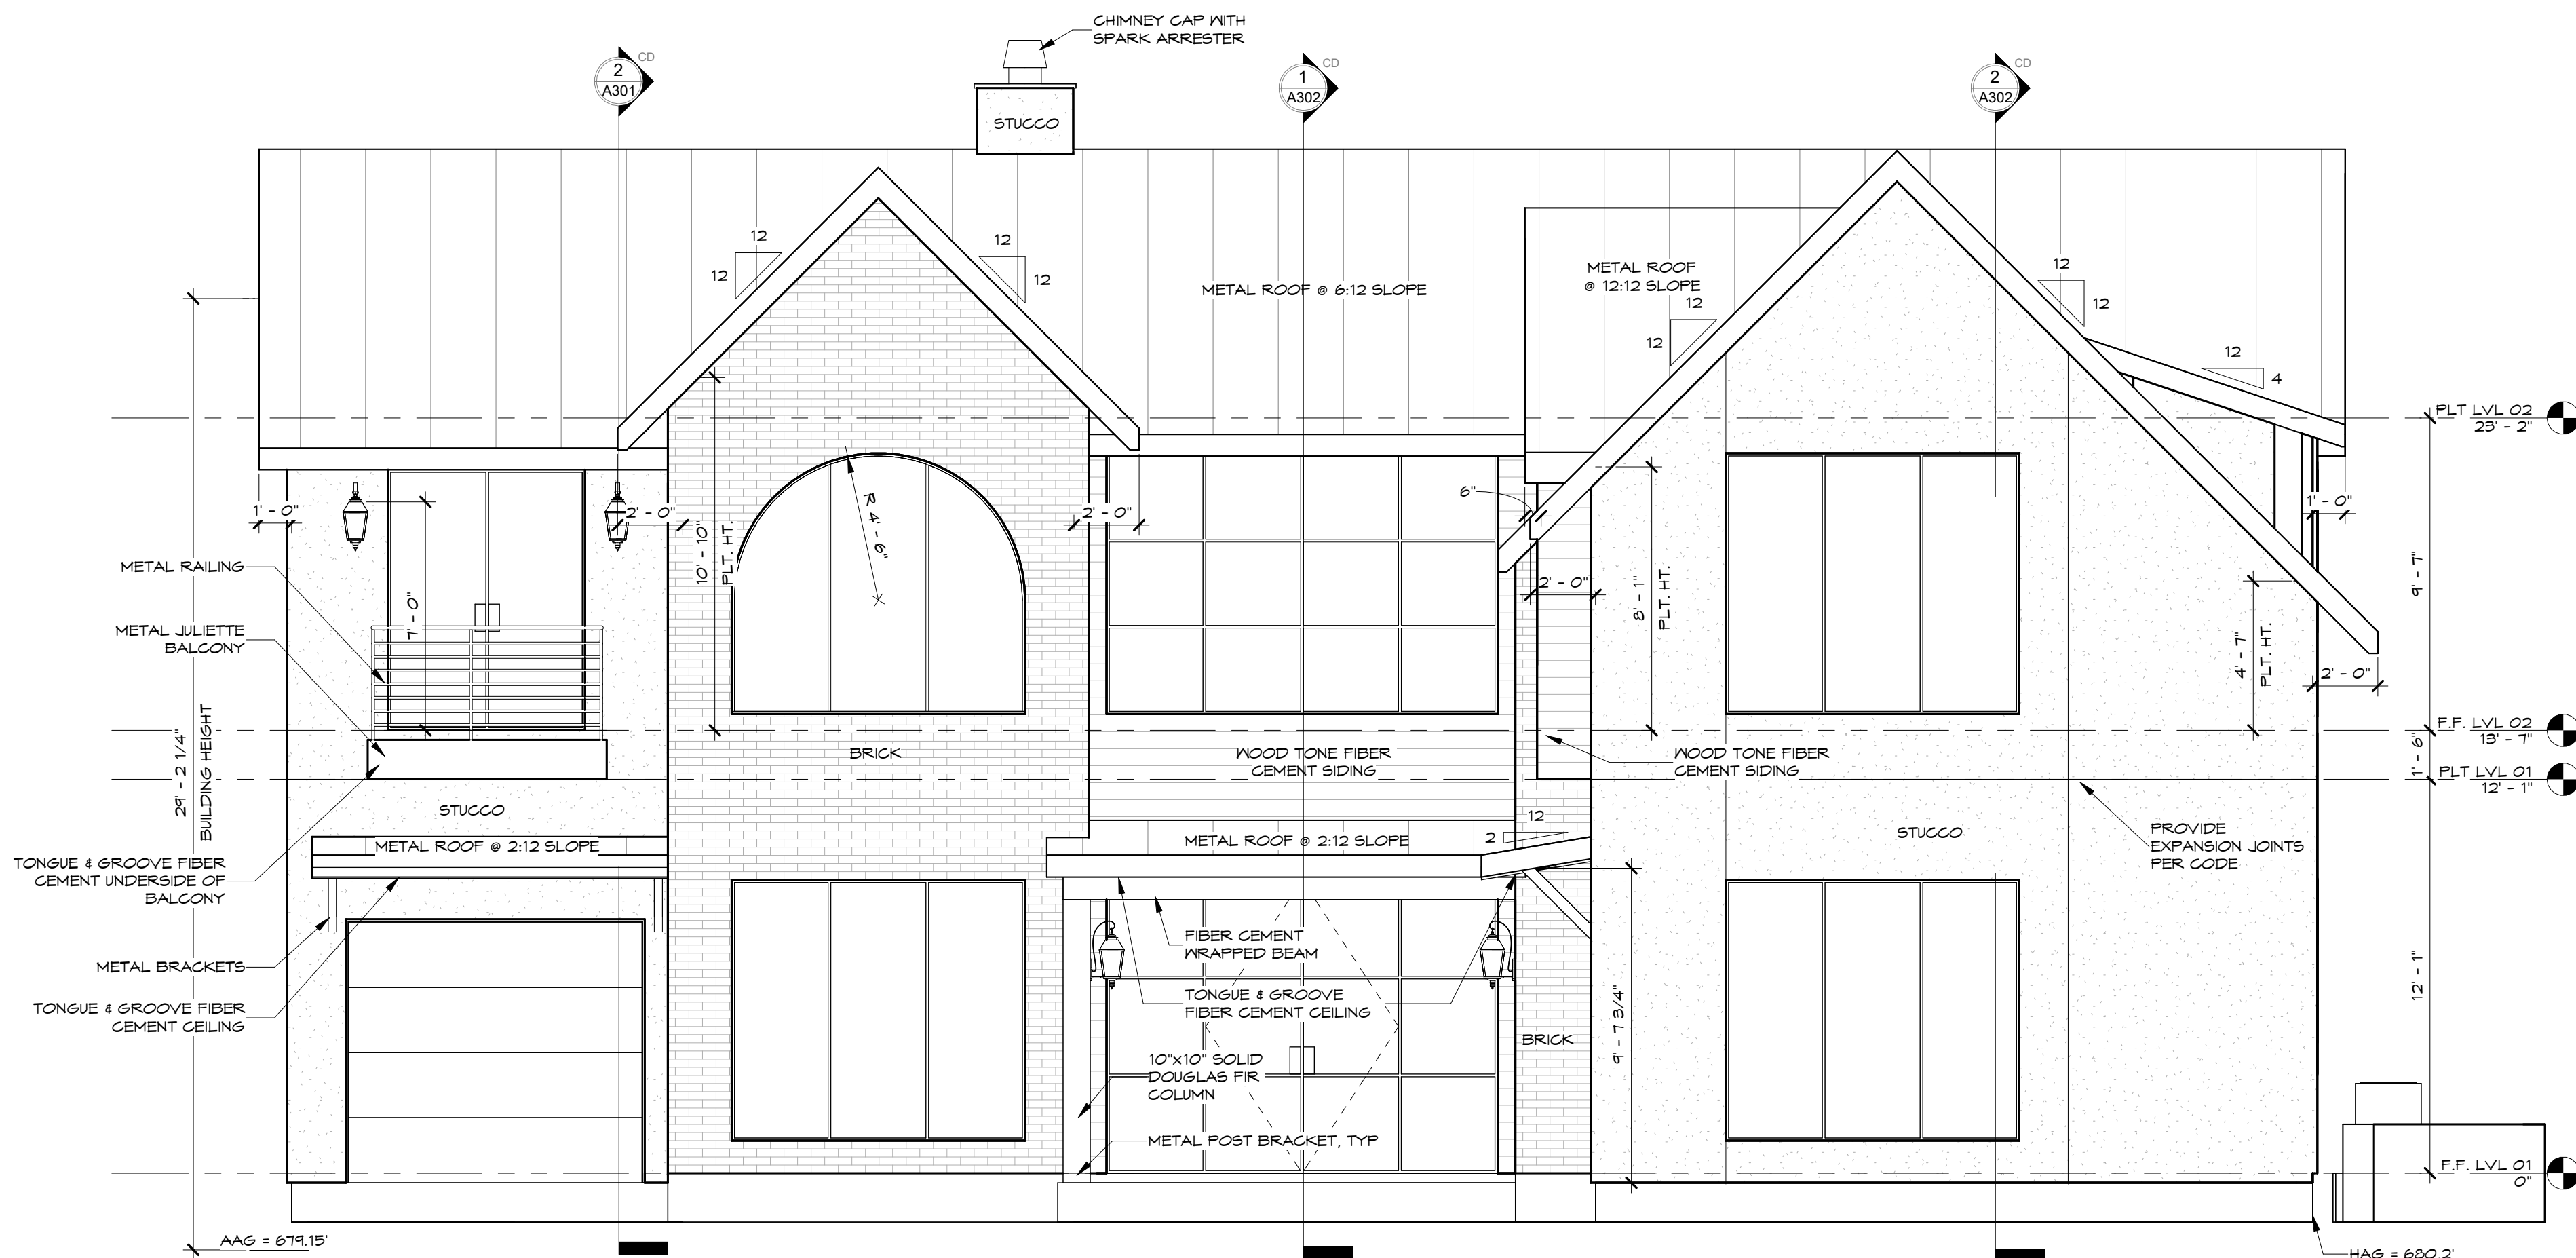 CHIMNEY CAP WITH
SPARK ARRESTER
2
A301
CD
1
A302
CD
2
A302
CD
STUCCO
12
12
12
12
METAL ROOF @ 6:12 SLOPE
METAL ROOF
@ 12:12 SLOPE
12
12
12
12
12
4
PLT LVL 02
23' - 2"
1' - 0"
2' - 0"
10' - 10"
PLT. HT.
R 4' - 6"
2' - 0"
6"
2' - 0"
8' - 1"
PLT. HT.
1' - 0"
9' - 7"
METAL RAILING
7' - 0"
METAL JULIETTE
BALCONY
4' - 7"
PLT. HT.
2' - 0"
29' - 2 1/4"
BUILDING HEIGHT
F.F. LVL 02
13' - 7"
1' - 6"
PLT LVL 01
12' - 1"
BRICK
WOOD TONE FIBER
CEMENT SIDING
WOOD TONE FIBER
CEMENT SIDING
STUCCO
METAL ROOF @ 2:12 SLOPE
METAL ROOF @ 2:12 SLOPE
12
2
STUCCO
PROVIDE
EXPANSION JOINTS
PER CODE
TONGUE & GROOVE FIBER
CEMENT UNDERSIDE OF
BALCONY
METAL BRACKETS
FIBER CEMENT
WRAPPED BEAM
12' - 1"
TONGUE & GROOVE FIBER
CEMENT CEILING
TONGUE & GROOVE
FIBER CEMENT CEILING
BRICK
9' - 7 3/4"
10"x10" SOLID
DOUGLAS FIR
COLUMN
METAL POST BRACKET, TYP
F.F. LVL 01
0"
AAG = 679.15'
HAG = 680.2'